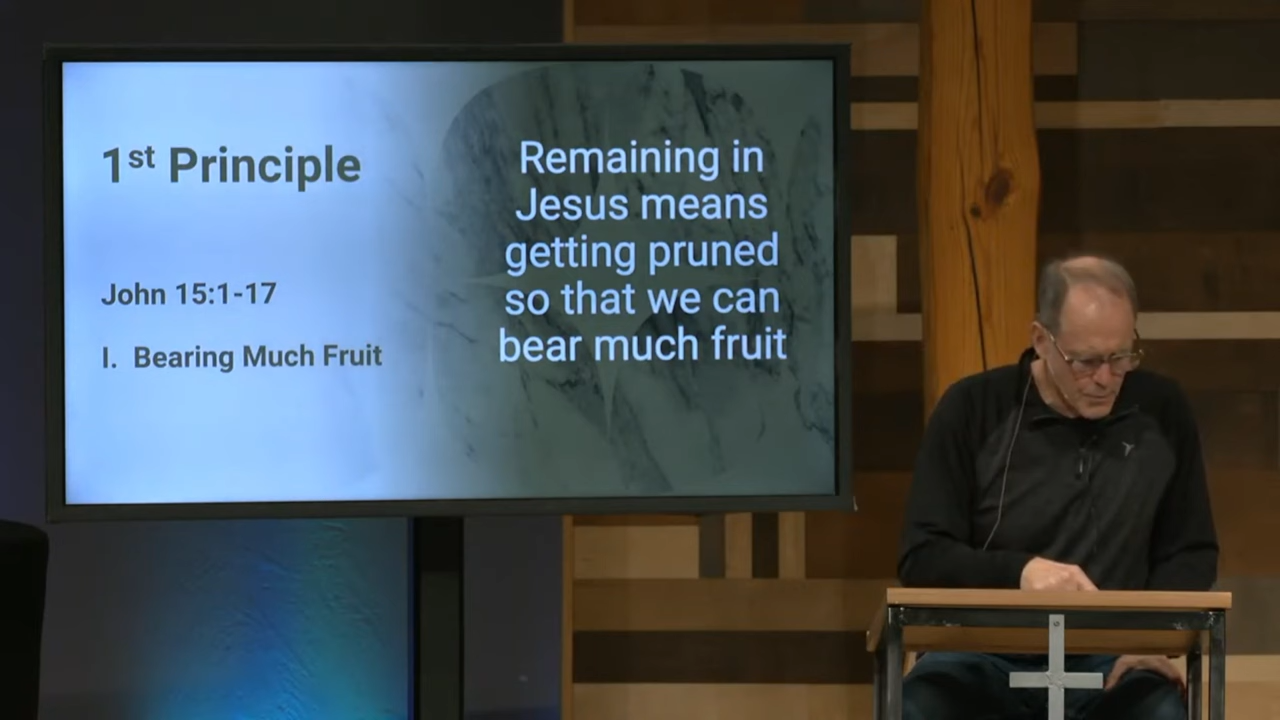 1st Principle
John 15:1-17
I. Bearing Much Fruit
Remaining in
Jesus means
getting pruned
so that we can
bear much fruit